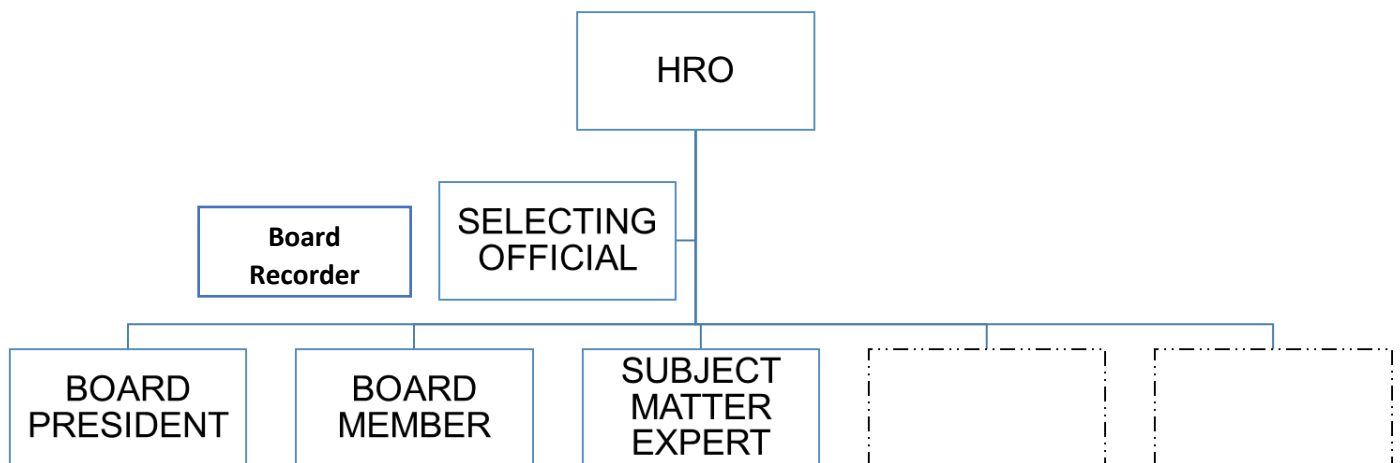 HRO
SELECTING
OFFICIAL
Board
Recorder
BOARD
PRESIDENT
BOARD
MEMBER
SUBJECT
MATTER
EXPERT